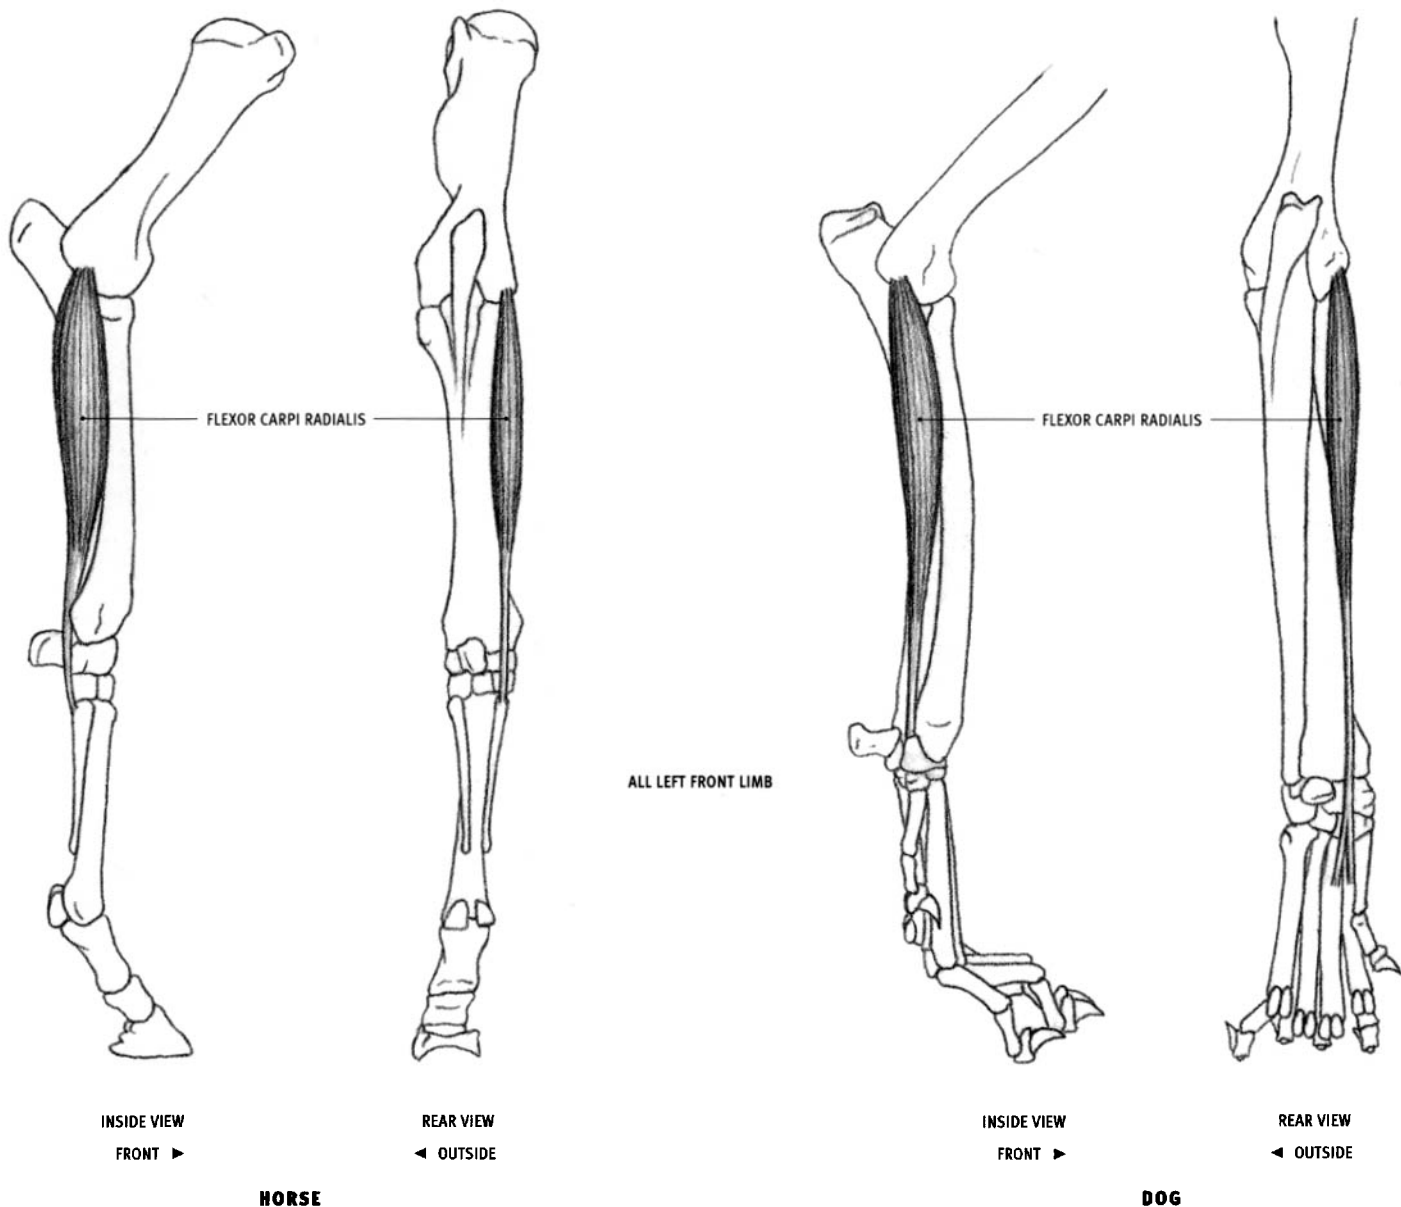 FLEXOR CARPI RADIALIS
FLEXOR CARPI RADIALIS
ALL LEFT FRONT LIMB
INSIDE VIEW
FRONT ►
REAR VIEW
◄ OUTSIDE
INSIDE VIEW
FRONT ►
REAR VIEW
◄ OUTSIDE
HORSE
DOG